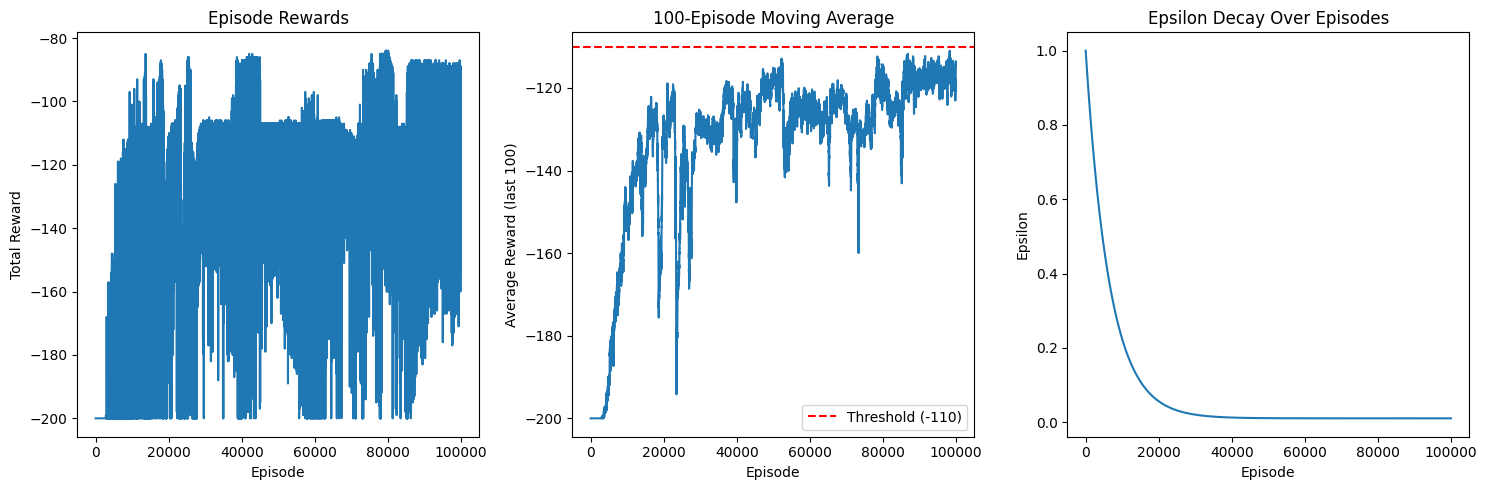 Episode Rewards
Total Reward
−80
−100
−120
−140
−160
−180
−200
0 20000 40000 60000 80000 100000
Episode
100-Episode Moving Average
Average Reward (last 100)
−120
−140
−160
−180
−200
Threshold (-110)
0 20000 40000 60000 80000 100000
Episode
Epsilon Decay Over Episodes
Epsilon
1.0
0.8
0.6
0.4
0.2
0.0
0 20000 40000 60000 80000 100000
Episode